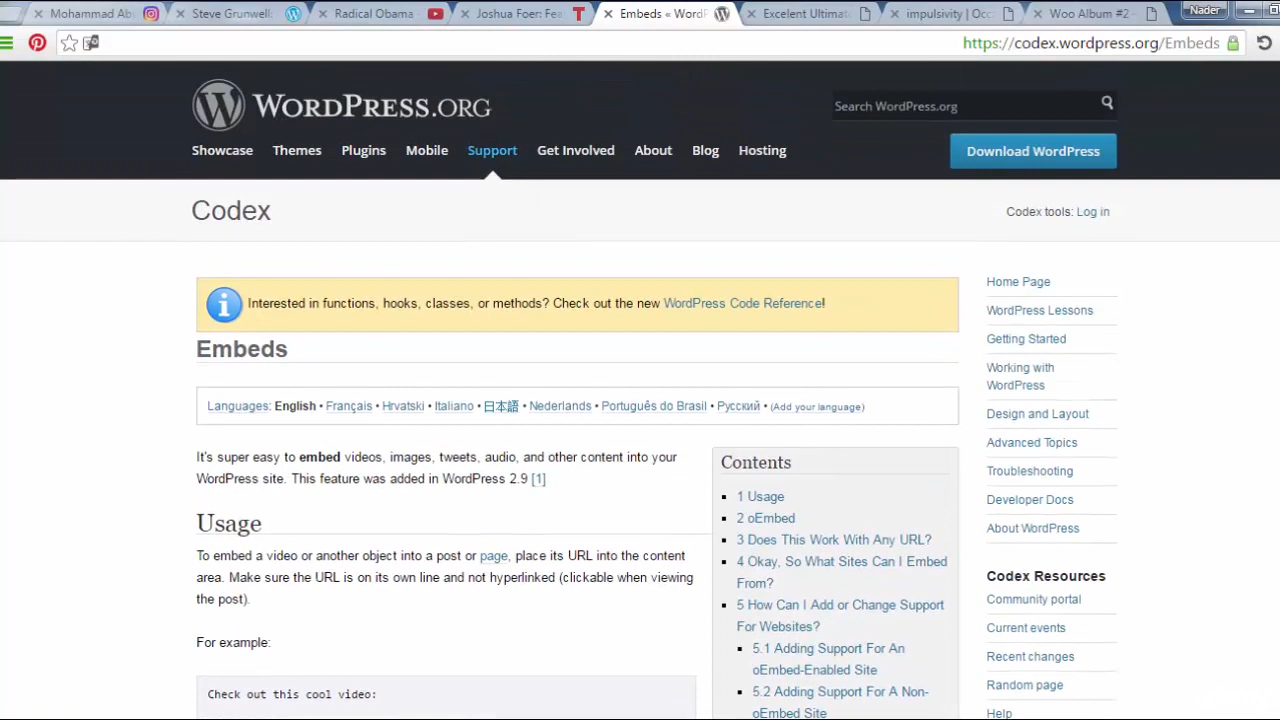 Mohammad Ab
Steve Grunwell
Radical Obama
Joshua Foer: Fea
Embeds « WordP
Excelent Ultimat
impulsivity | Occ
Woo Album #2 -
Nader
https://codex.wordpress.org/Embeds
WORDPRESS.ORG
Search WordPress.org
Showcase Themes Plugins Mobile Support Get Involved About Blog Hosting
Download WordPress
Codex
Codex tools: Log in
Interested in functions, hooks, classes, or methods? Check out the new WordPress Code Reference!
Embeds
Languages: English • Français • Hrvatski • Italiano • 日本語 • Nederlands • Português do Brasil • Русский • (Add your language)
It's super easy to embed videos, images, tweets, audio, and other content into your
WordPress site. This feature was added in WordPress 2.9 [1]
Usage
To embed a video or another object into a post or page, place its URL into the content
area. Make sure the URL is on its own line and not hyperlinked (clickable when viewing
the post).
For example:
Check out this cool video:
Contents
1 Usage
2 oEmbed
3 Does This Work With Any URL?
4 Okay, So What Sites Can I Embed
From?
5 How Can I Add or Change Support
For Websites?
5.1 Adding Support For An
oEmbed-Enabled Site
5.2 Adding Support For A Non-
oEmbed Site
Home Page
WordPress Lessons
Getting Started
Working with
WordPress
Design and Layout
Advanced Topics
Troubleshooting
Developer Docs
About WordPress
Codex Resources
Community portal
Current events
Recent changes
Random page
Help